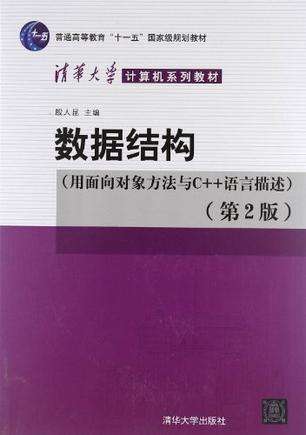 普通高等教育“十一五”国家级规划教材
清华大学 计算机系列教材
殷人昆 主编
数据结构
(用面向对象方法与C++语言描述)
(第2版)
清华大学出版社